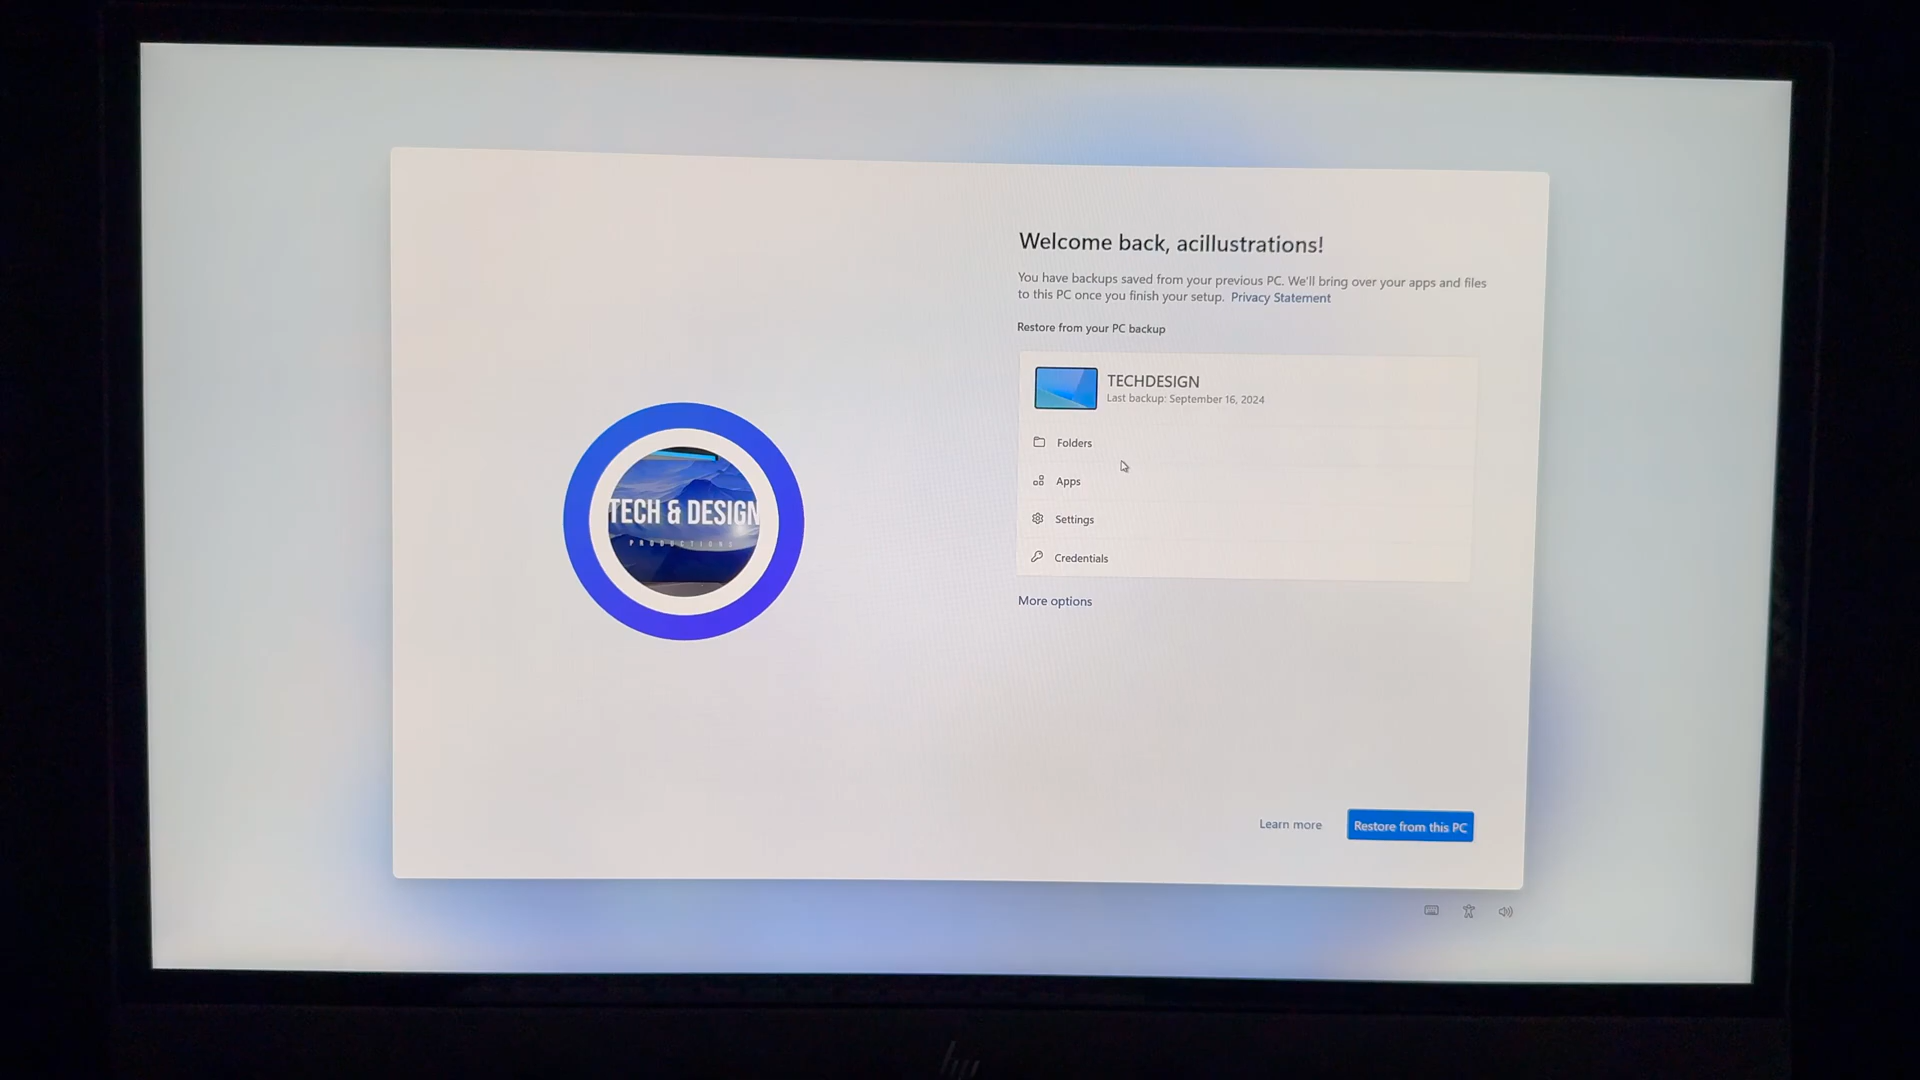 Welcome back, acillustrations!
You have backups saved from your previous PC. We'll bring over your apps and files
to this PC once you finish your setup. Privacy Statement
Restore from your PC backup
TECHDESIGN
Last backup: September 16, 2024
Folders
Apps
Settings
Credentials
More options
TECH & DESIGN
PRODUCTIONS
Learn more
Restore from this PC
hp